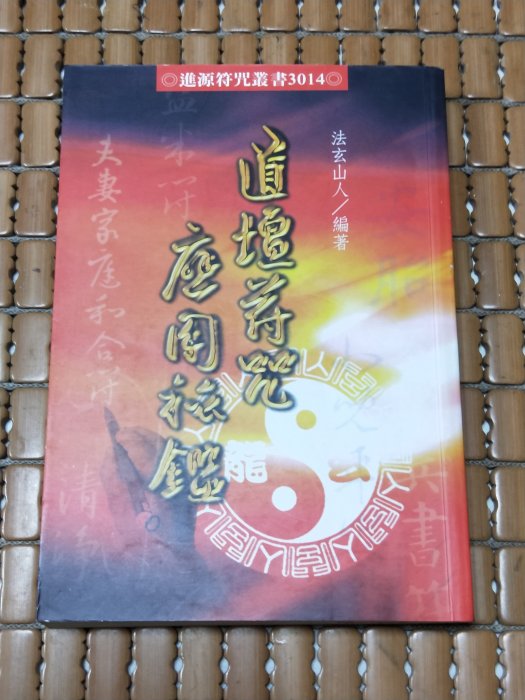 ◎進源符咒叢書3014◎
法玄山人/編著
道壇符咒
應用秘鑑
夫妻家庭和合符